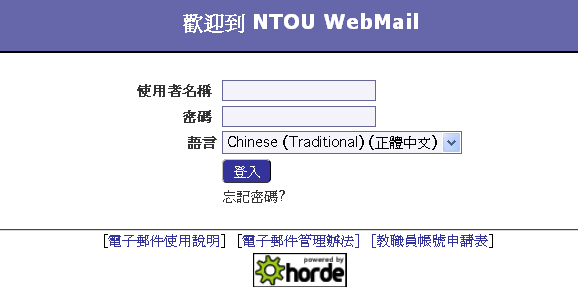 歡迎到 NTOU WebMail
使用者名稱
密碼
語言 Chinese (Traditional) (正體中文)
登入
忘記密碼?
[電子郵件使用說明] [電子郵件管理辦法] [教職員帳號申請表]
powered by
horde